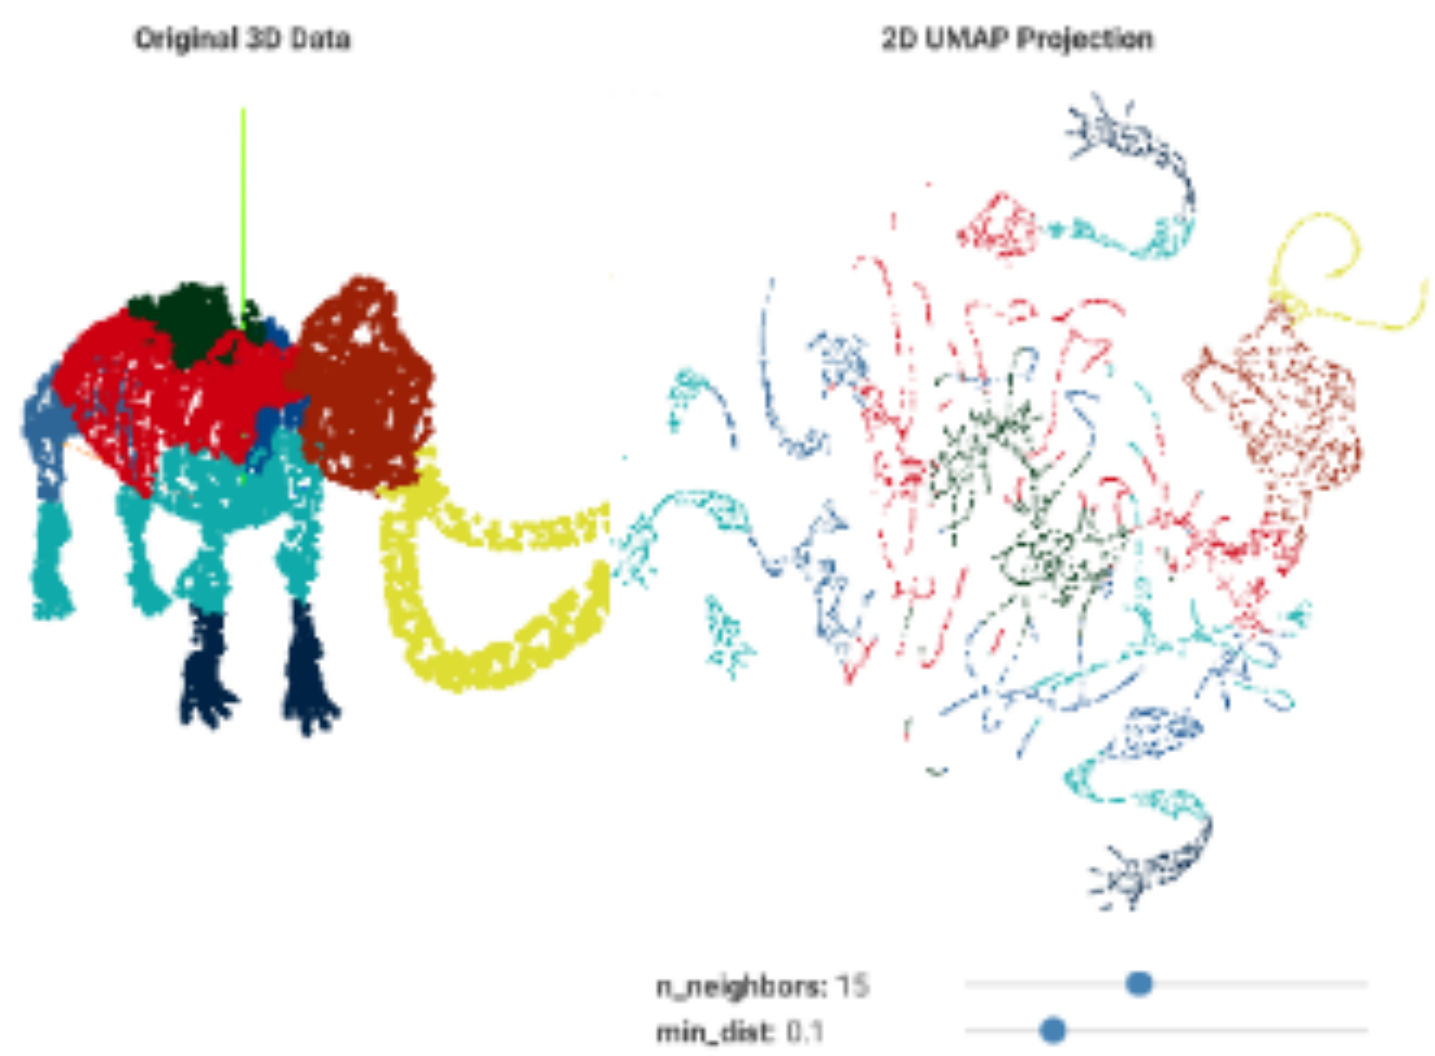 Original 3D Data
2D UMAP Projection
n_neighbors: 15
min_dist: 0.1